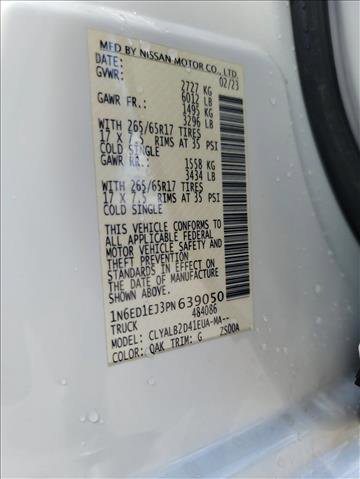 MFD BY NISSAN MOTOR CO., LTD.
DATE: 02/23
GVWR: 2727 KG
6012 LB
GAWR FR.: 1495 KG
3296 LB
WITH 265/65R17 TIRES
17 X 7.5 RIMS AT 35 PSI
COLD SINGLE
GAWR RR.: 1558 KG
3434 LB
WITH 265/65R17 TIRES
17 X 7.5 RIMS AT 35 PSI
COLD SINGLE
THIS VEHICLE CONFORMS TO
ALL APPLICABLE FEDERAL
MOTOR VEHICLE SAFETY AND
THEFT PREVENTION
STANDARDS IN EFFECT ON
THE DATE OF MANUFACTURE
SHOWN ABOVE.
1N6ED1EJ3PN639050
TRUCK 484086
MODEL: CLYALB2D41EUA-MA--
COLOR: QAK TRIM: G ZS00A